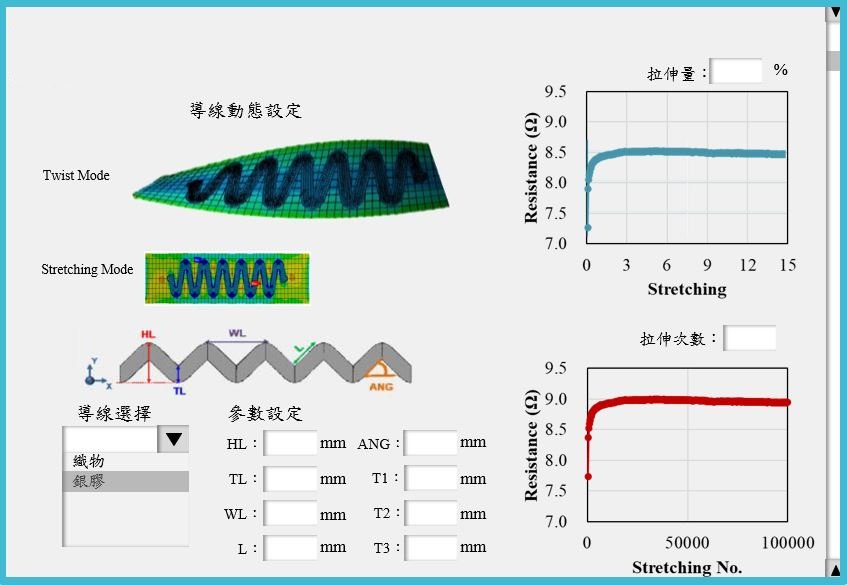 導線動態設定
Twist Mode
Stretching Mode
HL
WL
L
TL
ANG
Y
X
導線選擇
織物
銀膠
參數設定
HL： mm ANG： mm
TL： mm T1： mm
WL： mm T2： mm
L： mm T3： mm
拉伸量： %
Resistance (Ω)
9.5
9.0
8.5
8.0
7.5
7.0
0 3 6 9 12 15
Stretching
拉伸次數：
Resistance (Ω)
9.5
9.0
8.5
8.0
7.5
7.0
0 50000 100000
Stretching No.